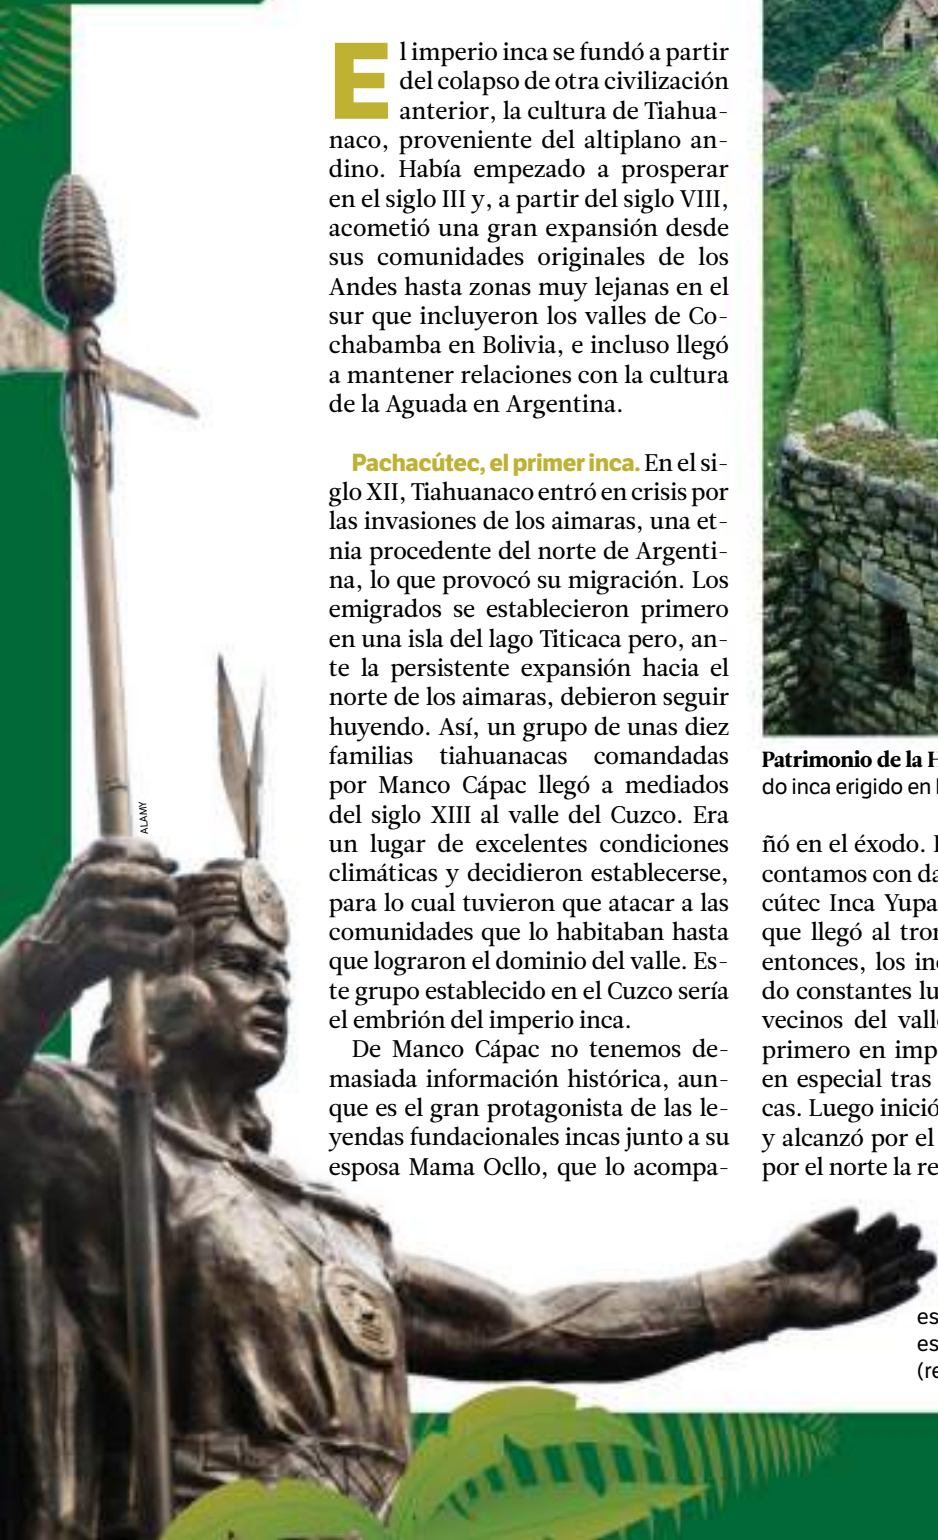 El imperio inca se fundó a partir
del colapso de otra civilización
anterior, la cultura de Tiahua-
naco, proveniente del altiplano an-
dino. Había empezado a prosperar
en el siglo III y, a partir del siglo VIII,
acometió una gran expansión desde
sus comunidades originales de los
Andes hasta zonas muy lejanas en el
sur que incluyeron los valles de Co-
chabamba en Bolivia, e incluso llegó
a mantener relaciones con la cultura
de la Aguada en Argentina.
Pachacútec, el primer inca. En el si-
glo XII, Tiahuanaco entró en crisis por
las invasiones de los aimaras, una et-
nia procedente del norte de Argenti-
na, lo que provocó su migración. Los
emigrados se establecieron primero
en una isla del lago Titicaca pero, an-
te la persistente expansión hacia el
norte de los aimaras, debieron seguir
huyendo. Así, un grupo de unas diez
familias tiahuanacas comandadas
por Manco Cápac llegó a mediados
del siglo XIII al valle del Cuzco. Era
un lugar de excelentes condiciones
climáticas y decidieron establecerse,
para lo cual tuvieron que atacar a las
comunidades que lo habitaban hasta
que lograron el dominio del valle. Es-
te grupo establecido en el Cuzco sería
el embrión del imperio inca.
De Manco Cápac no tenemos de-
masiada información histórica, aun-
que es el gran protagonista de las le-
yendas fundacionales incas junto a su
esposa Mama Ocllo, que lo acompa-
ALAMY
Patrimonio de la H
do inca erigido en
ñó en el éxodo.
contamos con da
cútec Inca Yupa
que llegó al tron
entonces, los inc
do constantes lu
vecinos del valle
primero en imp
en especial tras
cas. Luego inició
y alcanzó por el
por el norte la re
es
es
(re